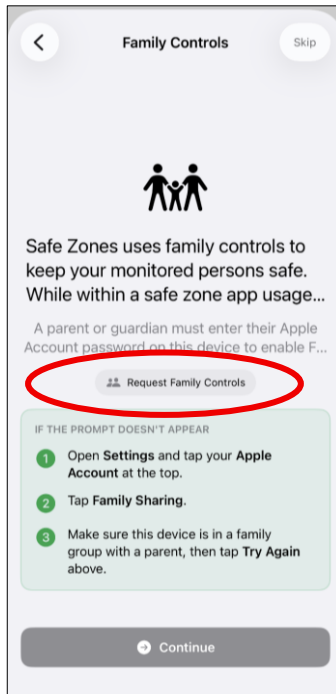 Family Controls
Skip
Safe Zones uses family controls to
keep your monitored persons safe.
While within a safe zone app usage...
A parent or guardian must enter their Apple
Account password on this device to enable F...
Request Family Controls
IF THE PROMPT DOESN'T APPEAR
1 Open Settings and tap your Apple
Account at the top.
2 Tap Family Sharing.
3 Make sure this device is in a family
group with a parent, then tap Try Again
above.
Continue